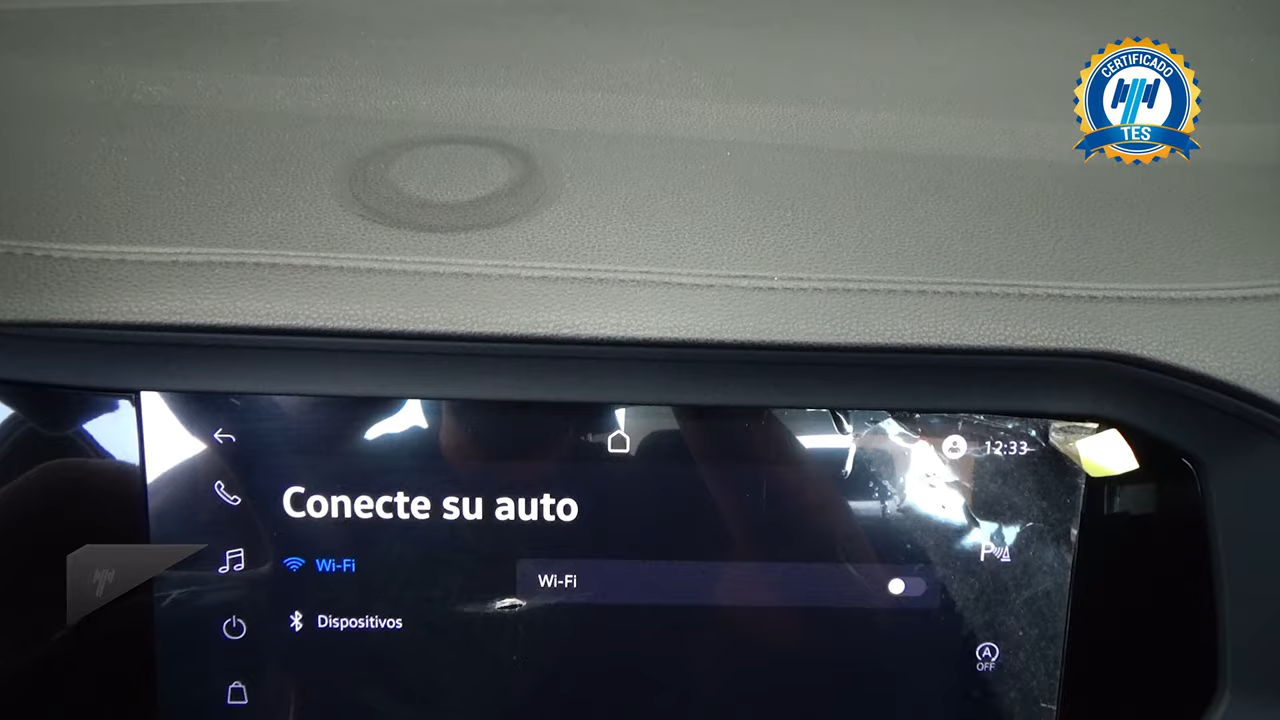 CERTIFICADO
TES
12:33
Conecte su auto
Wi-Fi
Wi-Fi
Dispositivos
P
A
OFF